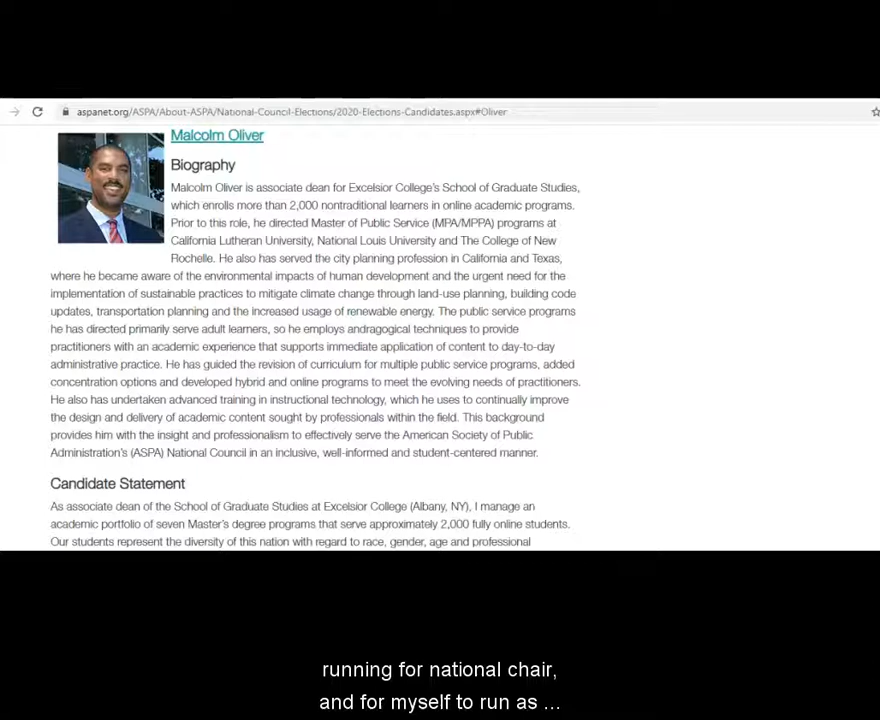 aspanet.org/ASPA/About-ASPA/National-Council-Elections/2020-Elections-Candidates.aspx#Oliver
Malcolm Oliver
Biography
Malcolm Oliver is associate dean for Excelsior College's School of Graduate Studies,
which enrolls more than 2,000 nontraditional learners in online academic programs.
Prior to this role, he directed Master of Public Service (MPA/MPPA) programs at
California Lutheran University, National Louis University and The College of New
Rochelle. He also has served the city planning profession in California and Texas,
where he became aware of the environmental impacts of human development and the urgent need for the
implementation of sustainable practices to mitigate climate change through land-use planning, building code
updates, transportation planning and the increased usage of renewable energy. The public service programs
he has directed primarily serve adult learners, so he employs andragogical techniques to provide
practitioners with an academic experience that supports immediate application of content to day-to-day
administrative practice. He has guided the revision of curriculum for multiple public service programs, added
concentration options and developed hybrid and online programs to meet the evolving needs of practitioners.
He also has undertaken advanced training in instructional technology, which he uses to continually improve
the design and delivery of academic content sought by professionals within the field. This background
provides him with the insight and professionalism to effectively serve the American Society of Public
Administration's (ASPA) National Council in an inclusive, well-informed and student-centered manner.
Candidate Statement
As associate dean of the School of Graduate Studies at Excelsior College (Albany, NY), I manage an
academic portfolio of seven Master's degree programs that serve approximately 2,000 fully online students.
Our students represent the diversity of this nation with regard to race, gender, age and professional
running for national chair,
and for myself to run as ...